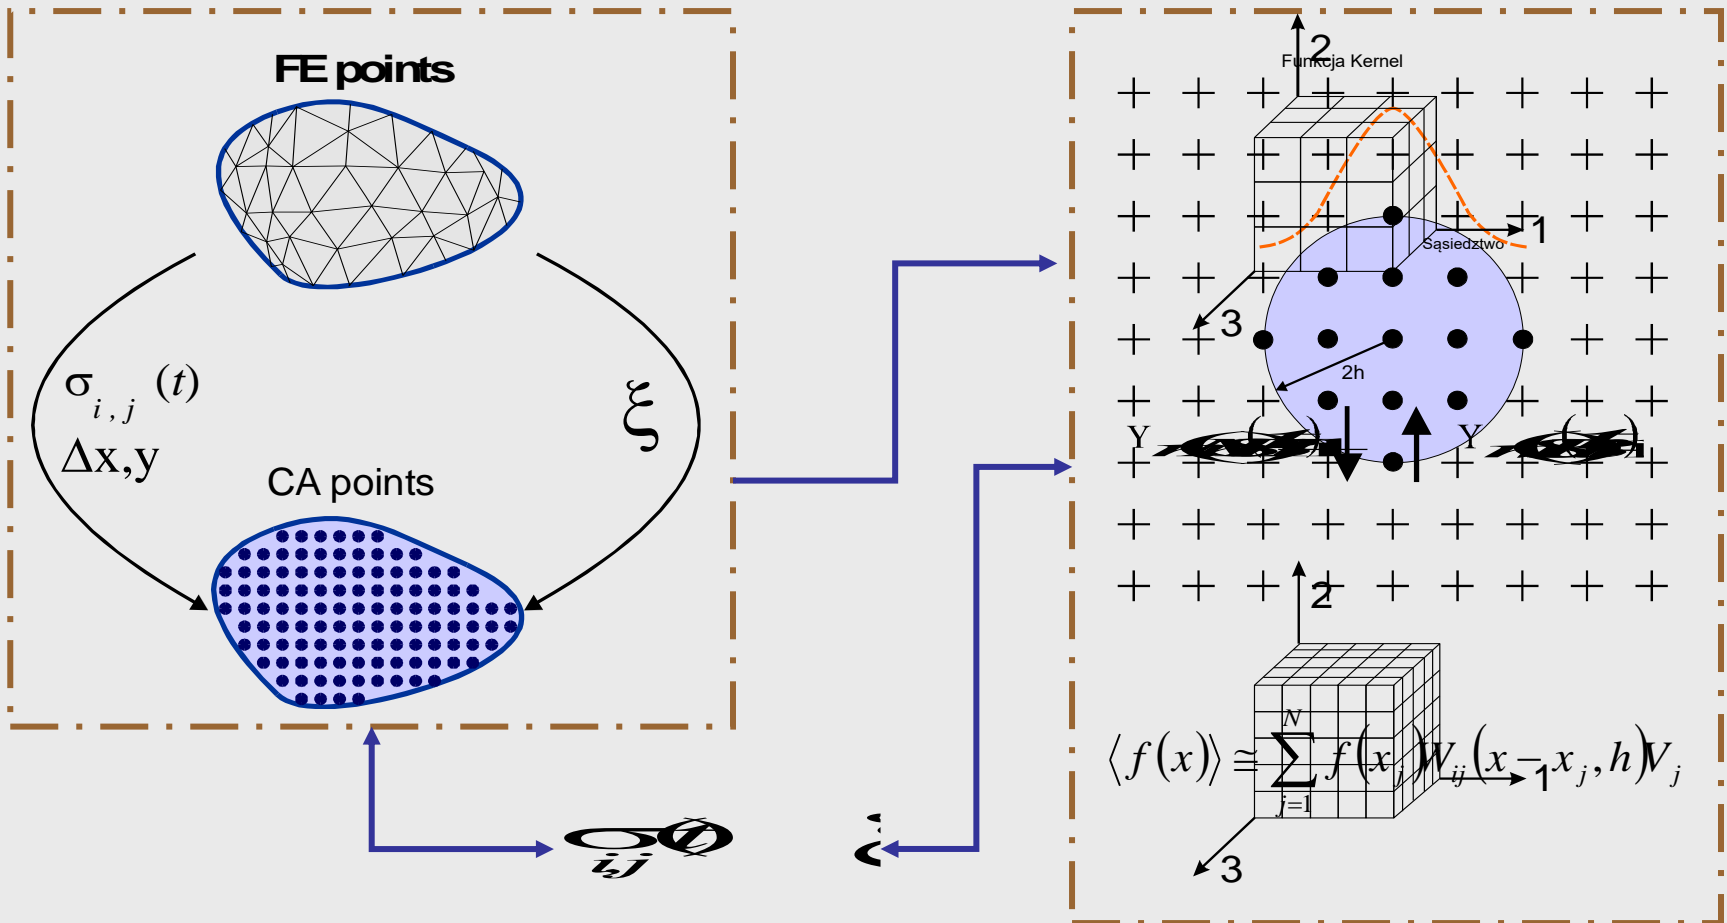 FE points
σ i , j (t)
Δx,y
ξ
CA points
σ(t)
i,j
2
Funkcja Kernel
1
Sąsiedztwo
3
2h
Y
Y
2
⟨f(x)⟩ ≅ ∑ j=1 N f(x j)W ij(x − x j , h)V j
1
3